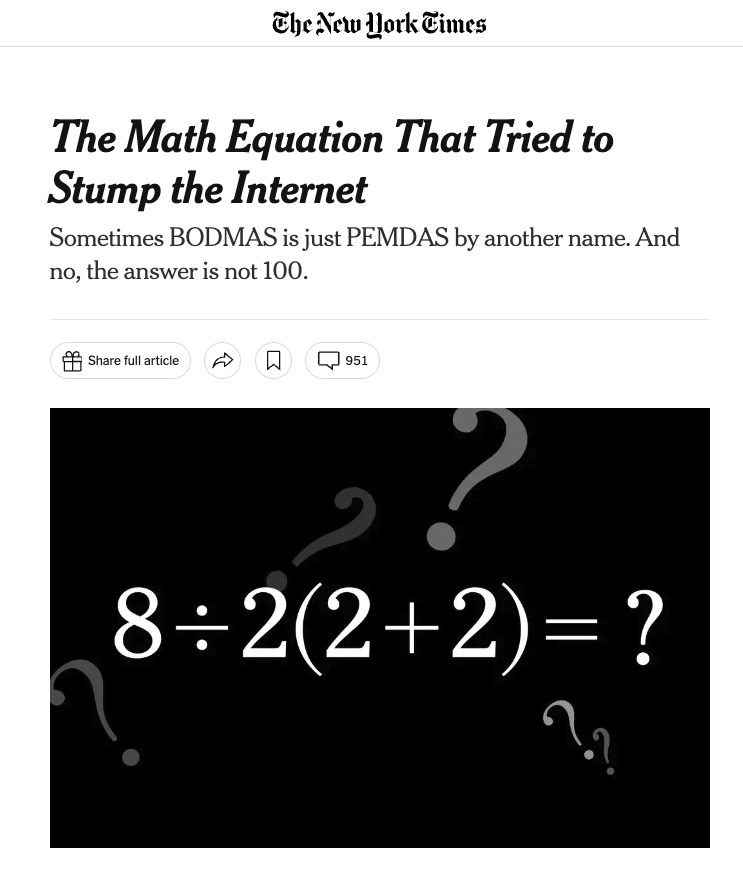 The New York Times
The Math Equation That Tried to
Stump the Internet
Sometimes BODMAS is just PEMDAS by another name. And
no, the answer is not 100.
Share full article
951
? ? ? ? ?
8÷2(2+2)= ?